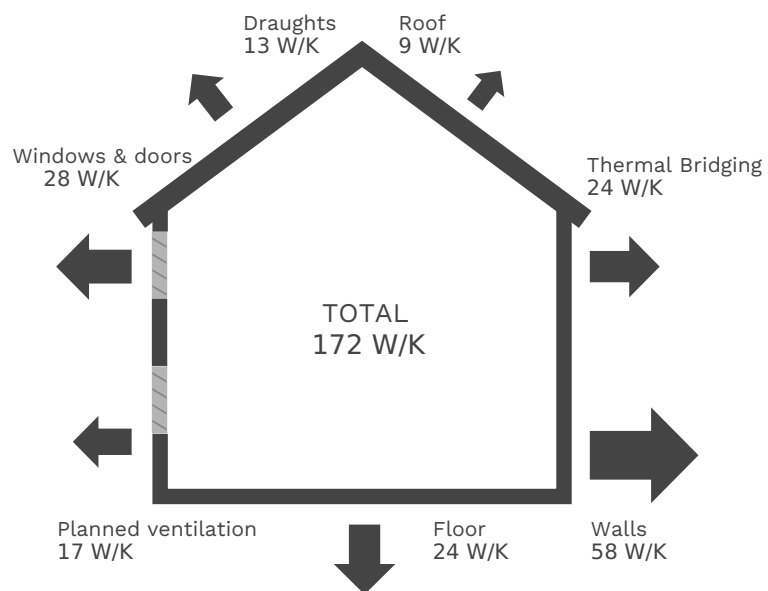 Draughts
13 W/K
Roof
9 W/K
Windows & doors
28 W/K
Thermal Bridging
24 W/K
TOTAL
172 W/K
Planned ventilation
17 W/K
Floor
24 W/K
Walls
58 W/K